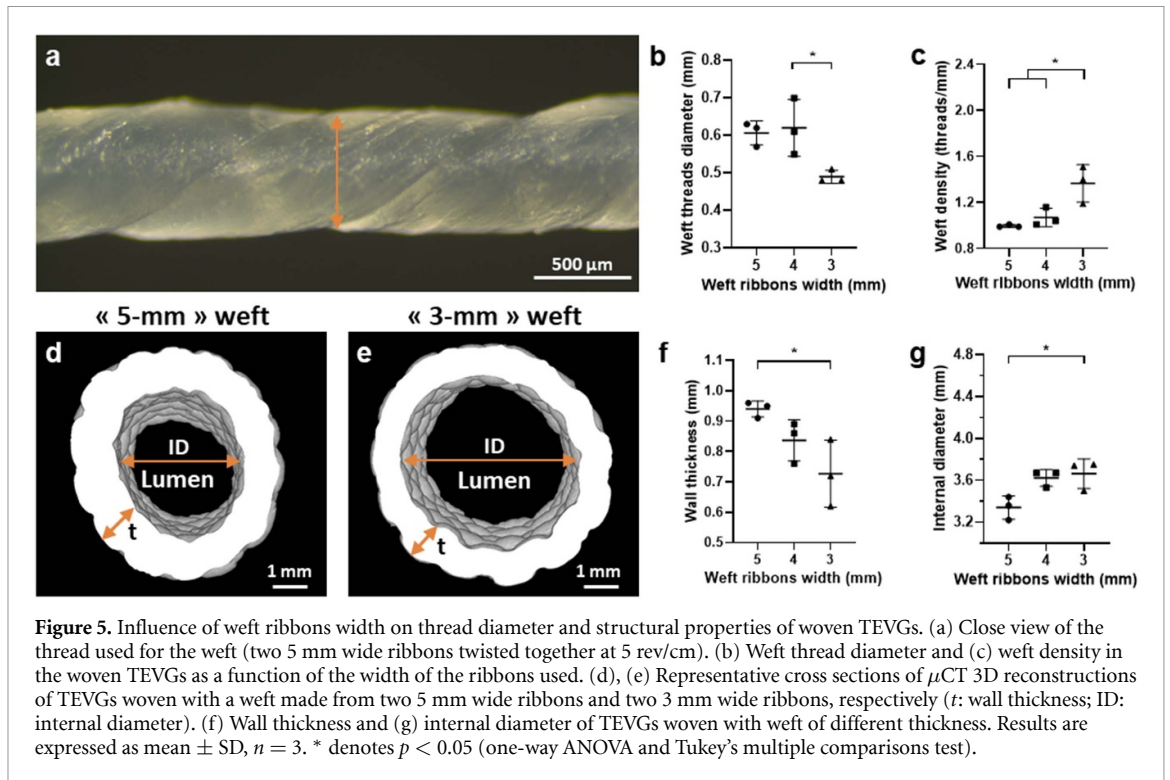 a
500 µm
b
Weft threads diameter (mm)
0.8
0.7
0.6
0.5
0.4
0.3
*
5 4 3
Weft ribbons width (mm)
c
Weft density (threads/mm)
2.4
2.0
1.6
1.2
0.8
*
5 4 3
Weft ribbons width (mm)
« 5-mm » weft
d
ID
Lumen
t
1 mm
« 3-mm » weft
e
ID
Lumen
t
1 mm
f
Wall thickness (mm)
1.1
1.0
0.9
0.8
0.7
0.6
0.5
*
5 4 3
Weft ribbons width (mm)
g
Internal diameter (mm)
4.8
4.4
4.0
3.6
3.2
*
5 4 3
Weft ribbons width (mm)
Figure 5. Influence of weft ribbons width on thread diameter and structural properties of woven TEVGs. (a) Close view of the
thread used for the weft (two 5 mm wide ribbons twisted together at 5 rev/cm). (b) Weft thread diameter and (c) weft density in
the woven TEVGs as a function of the width of the ribbons used. (d), (e) Representative cross sections of μCT 3D reconstructions
of TEVGs woven with a weft made from two 5 mm wide ribbons and two 3 mm wide ribbons, respectively (t: wall thickness; ID:
internal diameter). (f) Wall thickness and (g) internal diameter of TEVGs woven with weft of different thickness. Results are
expressed as mean ± SD, n = 3. * denotes p < 0.05 (one-way ANOVA and Tukey's multiple comparisons test).